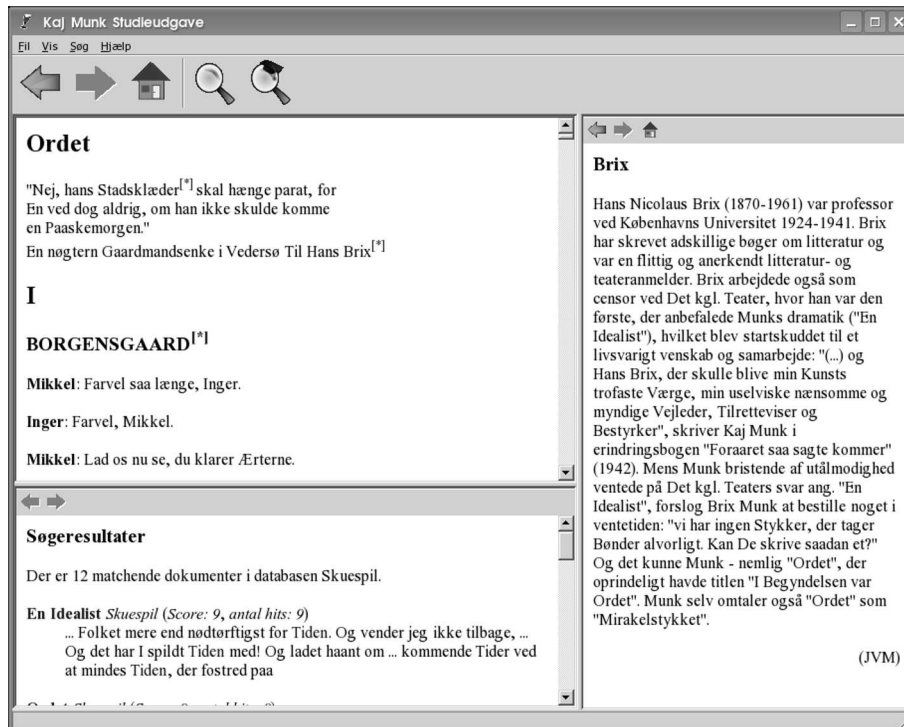 Kaj Munk Studieudgave
Fil Vis Søg Hjælp
Ordet
"Nej, hans Stadsklæder[*] skal hænge parat, for
En ved dog aldrig, om han ikke skulde komme
en Paaskemorgen."
En nøgtern Gaardmandsenke i Vedersø Til Hans Brix[*]
I
BORGENSGAARD[*]
Mikkel: Farvel saa længe, Inger.
Inger: Farvel, Mikkel.
Mikkel: Lad os nu se, du klarer Ærterne.
Søgeresultater
Der er 12 matchende dokumenter i databasen Skuespil.
En Idealist Skuespil (Score: 9, antal hits: 9)
... Folket mere end nødtørftigst for Tiden. Og vender jeg ikke tilbage, ...
Og det har I spildt Tiden med! Og ladet haant om ... kommende Tider ved
at mindes Tiden, der fostred paa
Brix
Hans Nicolaus Brix (1870-1961) var professor
ved Københavns Universitet 1924-1941. Brix
har skrevet adskillige bøger om litteratur og
var en flittig og anerkendt litteratur- og
teateranmelder. Brix arbejdede også som
censor ved Det kgl. Teater, hvor han var den
første, der anbefalede Munks dramatik ("En
Idealist"), hvilket blev startskuddet til et
livsvarigt venskab og samarbejde: "(...) og
Hans Brix, der skulle blive min Kunsts
trofaste Værge, min uselviske nænsomme og
myndige Vejleder, Tilretteviser og
Bestyrker", skriver Kaj Munk i
erindringsbogen "Foraaret saa sagte kommer"
(1942). Mens Munk bristende af utålmodighed
ventede på Det kgl. Teaters svar ang. "En
Idealist", forslog Brix Munk at bestille noget i
ventetiden: "vi har ingen Stykker, der tager
Bønder alvorligt. Kan De skrive saadan et?"
Og det kunne Munk - nemlig "Ordet", der
oprindeligt havde titlen "I Begyndelsen var
Ordet". Munk selv omtaler også "Ordet" som
"Mirakelstykket".
(JVM)